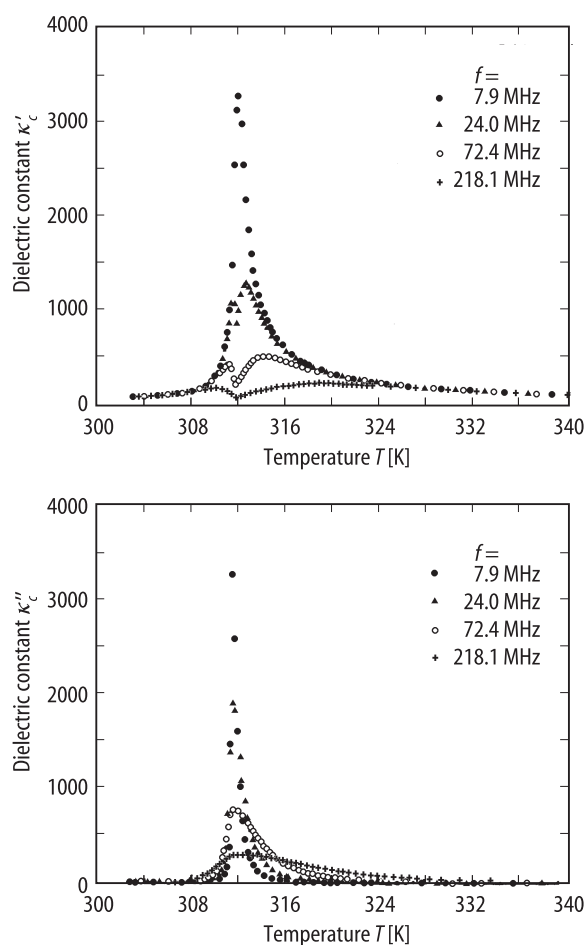 4000
3000
2000
1000
0
Dielectric constant κ′c
f =
7.9 MHz
24.0 MHz
72.4 MHz
218.1 MHz
300 308 316 324 332 340
Temperature T [K]
4000
3000
2000
1000
0
Dielectric constant κ″c
f =
7.9 MHz
24.0 MHz
72.4 MHz
218.1 MHz
300 308 316 324 332 340
Temperature T [K]